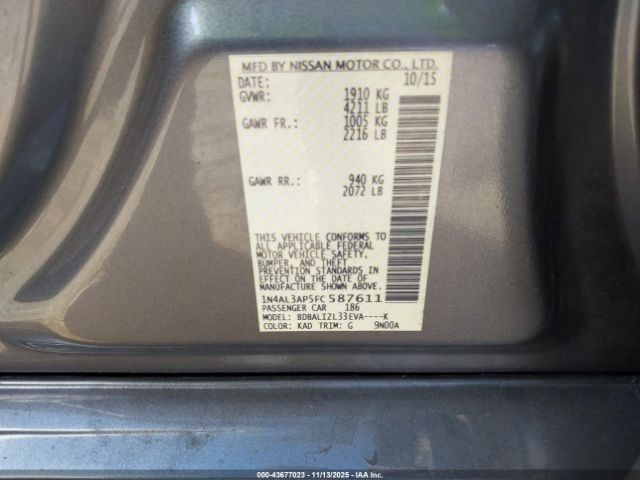 MFD BY NISSAN MOTOR CO., LTD.
DATE: 10/15
GVWR: 1910 KG
4211 LB
GAWR FR.: 1005 KG
2216 LB
GAWR RR.: 940 KG
2072 LB
THIS VEHICLE CONFORMS TO
ALL APPLICABLE FEDERAL
MOTOR VEHICLE SAFETY,
BUMPER, AND THEFT
PREVENTION STANDARDS
IN EFFECT ON THE DATE OF
MANUFACTURE SHOWN ABOVE.
1N4AL3AP5FC587611
PASSENGER CAR 186
MODEL: BDBALIZL33EVA----K
COLOR: KAD TRIM: G 9N00A
000-43677023 - 11/13/2025 - IAAI.COM